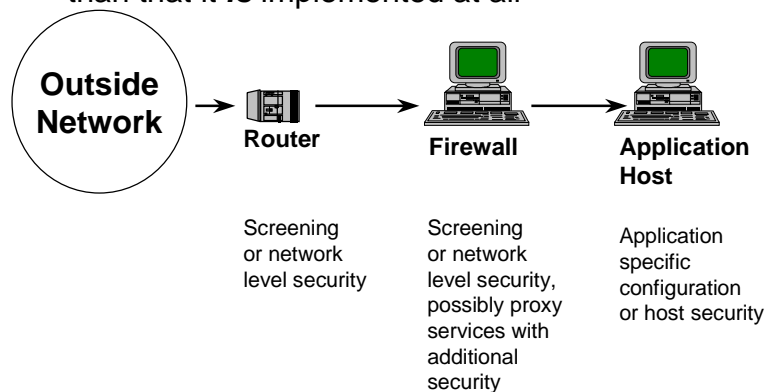 than that it is implemented at all
Outside
Network
Router
Firewall
Application
Host
Screening
or network
level security
Screening
or network
level security,
possibly proxy
services with
additional
security
Application
specific
configuration
or host security